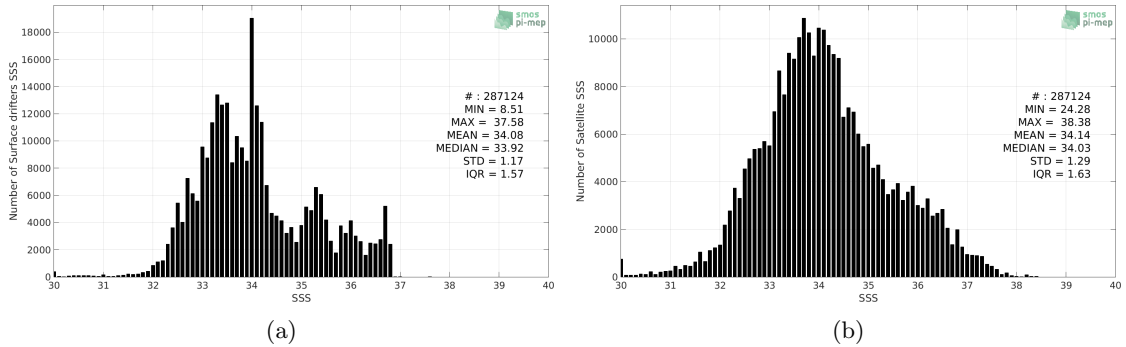 smos
pi-mep
# : 287124
MIN = 8.51
MAX = 37.58
MEAN = 34.08
MEDIAN = 33.92
STD = 1.17
IQR = 1.57
Number of Surface drifters SSS
18000
16000
14000
12000
10000
8000
6000
4000
2000
0
30 31 32 33 34 35 36 37 38 39 40
SSS
(a)
smos
pi-mep
# : 287124
MIN = 24.28
MAX = 38.38
MEAN = 34.14
MEDIAN = 34.03
STD = 1.29
IQR = 1.63
Number of Satellite SSS
10000
8000
6000
4000
2000
0
30 31 32 33 34 35 36 37 38 39 40
SSS
(b)